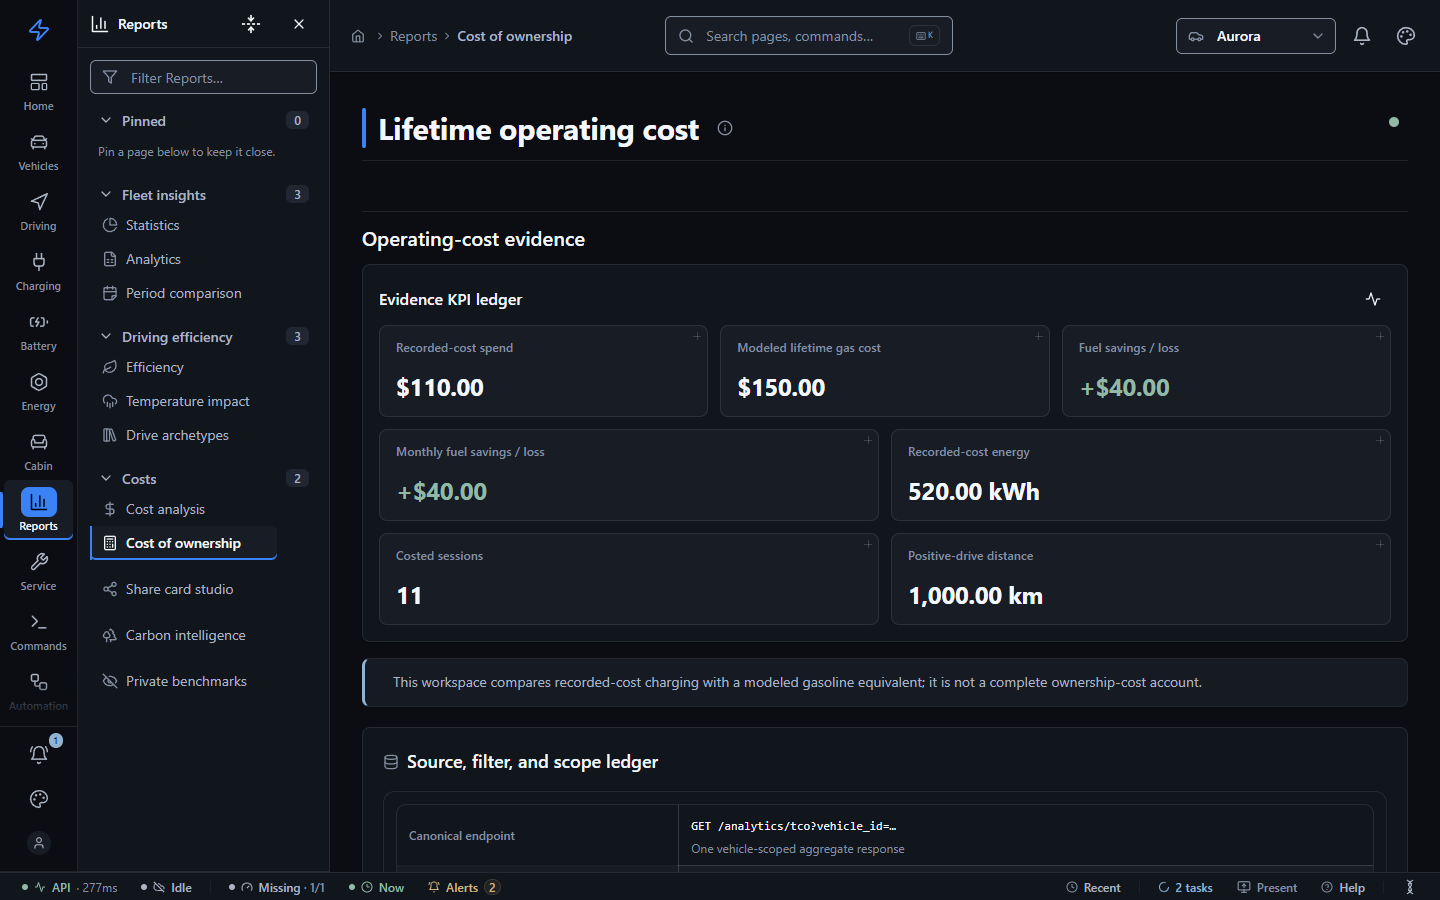 Home
Vehicles
Driving
Charging
Battery
Energy
Cabin
Reports
Service
Commands
Automation
1
Reports
Filter Reports...
Pinned 0
Pin a page below to keep it close.
Fleet insights 3
Statistics
Analytics
Period comparison
Driving efficiency 3
Efficiency
Temperature impact
Drive archetypes
Costs 2
Cost analysis
Cost of ownership
Share card studio
Carbon intelligence
Private benchmarks
Reports Cost of ownership
Search pages, commands... K
Aurora
Lifetime operating cost
Operating-cost evidence
Evidence KPI ledger
Recorded-cost spend
$110.00
Modeled lifetime gas cost
$150.00
Fuel savings / loss
+$40.00
Monthly fuel savings / loss
+$40.00
Recorded-cost energy
520.00 kWh
Costed sessions
11
Positive-drive distance
1,000.00 km
This workspace compares recorded-cost charging with a modeled gasoline equivalent; it is not a complete ownership-cost account.
Source, filter, and scope ledger
Canonical endpoint
GET /analytics/tco?vehicle_id=…
One vehicle-scoped aggregate response
API · 277ms Idle Missing · 1/1 Now Alerts 2 Recent 2 tasks Present Help